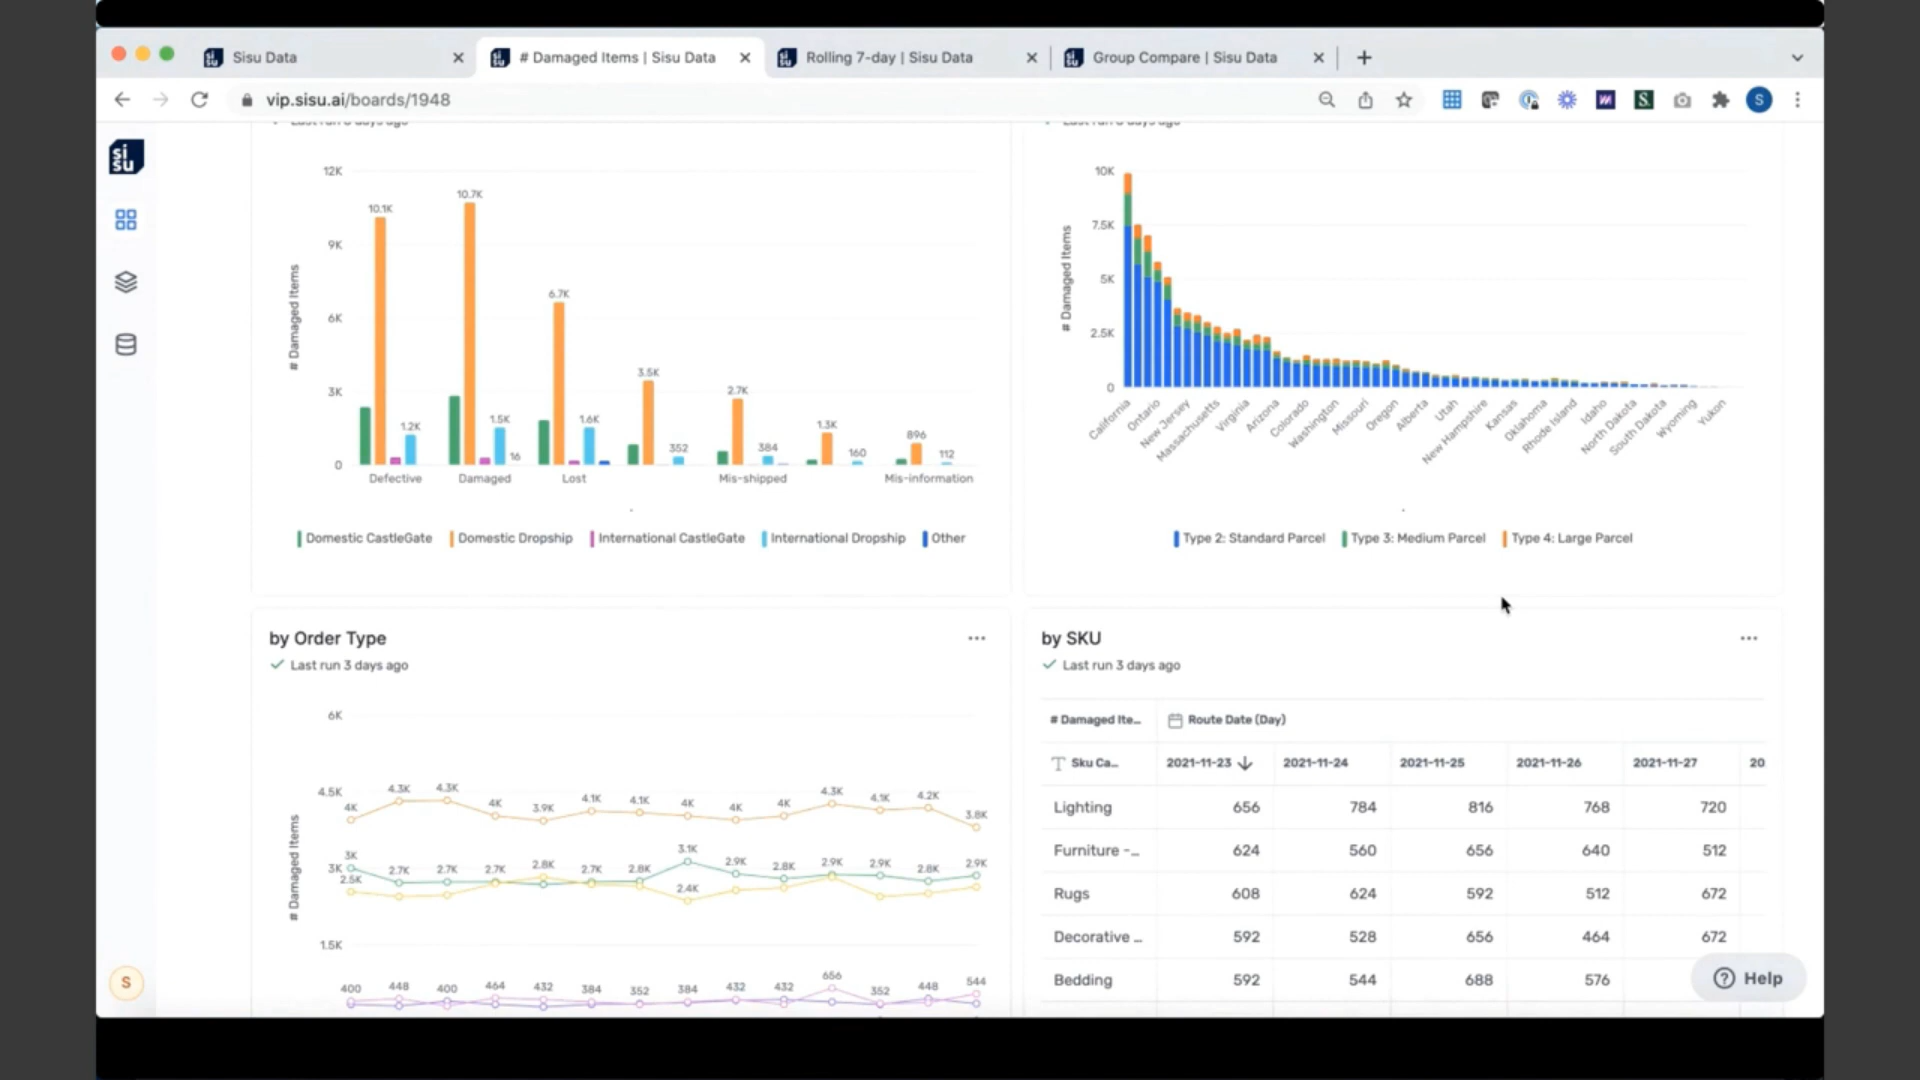 Sisu Data
# Damaged Items | Sisu Data
Rolling 7-day | Sisu Data
Group Compare | Sisu Data
vip.sisu.ai/boards/1948
S
si
su
12K
9K
6K
3K
0
# Damaged Items
10.1K
1.2K
10.7K
1.5K
16
6.7K
1.6K
3.5K
352
2.7K
384
1.3K
160
896
112
Defective
Damaged
Lost
Mis-shipped
Mis-information
Domestic CastleGate
Domestic Dropship
International CastleGate
International Dropship
Other
10K
7.5K
5K
2.5K
0
# Damaged Items
California
Ontario
New Jersey
Massachusetts
Virginia
Arizona
Colorado
Washington
Missouri
Oregon
Alberta
Utah
New Hampshire
Kansas
Oklahoma
Rhode Island
Idaho
North Dakota
South Dakota
Wyoming
Yukon
Type 2: Standard Parcel
Type 3: Medium Parcel
Type 4: Large Parcel
by Order Type
Last run 3 days ago
6K
4.5K
3K
1.5K
# Damaged Items
4K 4.3K 4.3K 4K 3.9K 4.1K 4.1K 4K 4K 4K 4.3K 4.1K 4.2K 3.8K
3K 2.7K 2.7K 2.7K 2.8K 2.7K 2.8K 3.1K 2.9K 2.8K 2.9K 2.9K 2.8K 2.9K
2.5K 2.4K
400 448 400 464 432 384 352 384 432 432 656 352 448 544
by SKU
Last run 3 days ago
# Damaged Ite... Route Date (Day)
Sku Ca... 2021-11-23 2021-11-24 2021-11-25 2021-11-26 2021-11-27 20
Lighting 656 784 816 768 720
Furniture -... 624 560 656 640 512
Rugs 608 624 592 512 672
Decorative ... 592 528 656 464 672
Bedding 592 544 688 576
Help
S